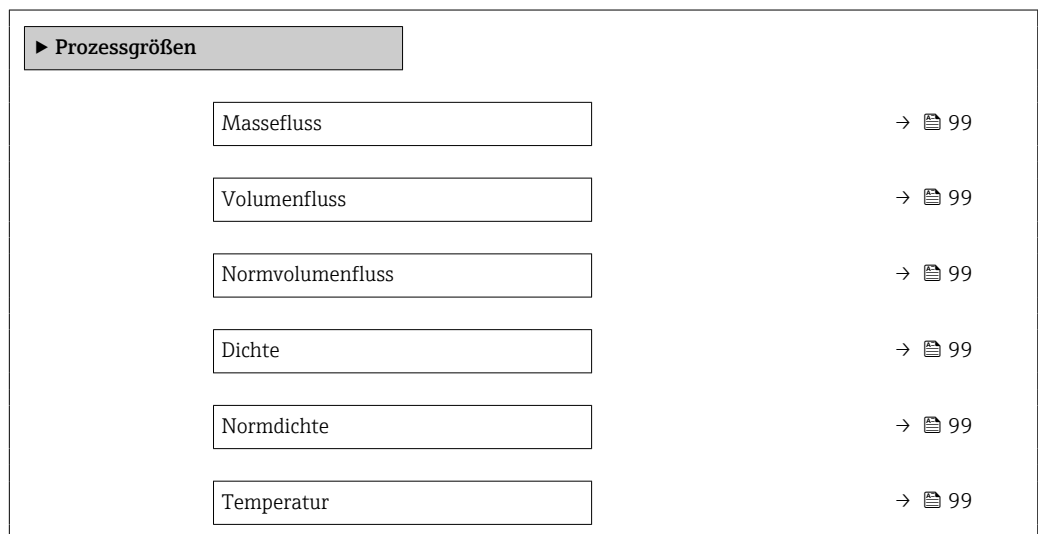 ▶ Prozessgrößen
Massefluss → 99
Volumenfluss → 99
Normvolumenfluss → 99
Dichte → 99
Normdichte → 99
Temperatur → 99